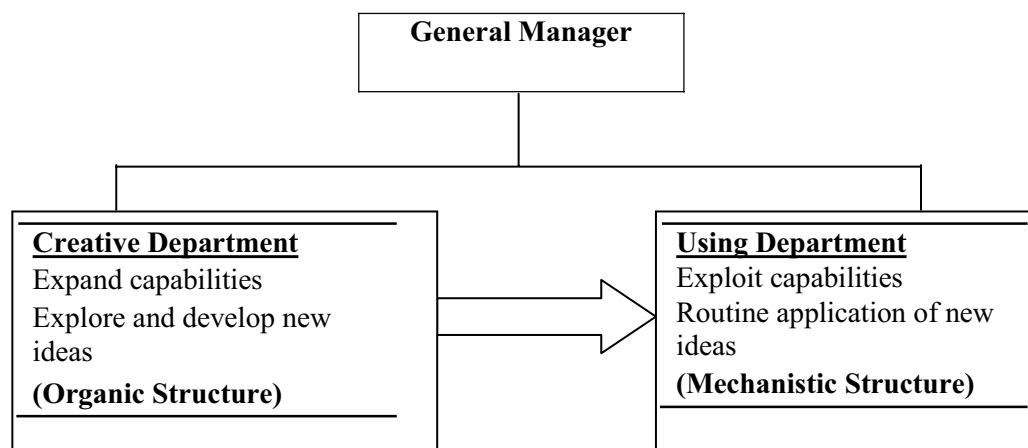 General Manager
Creative Department
Expand capabilities
Explore and develop new
ideas
(Organic Structure)
Using Department
Exploit capabilities
Routine application of new
ideas
(Mechanistic Structure)